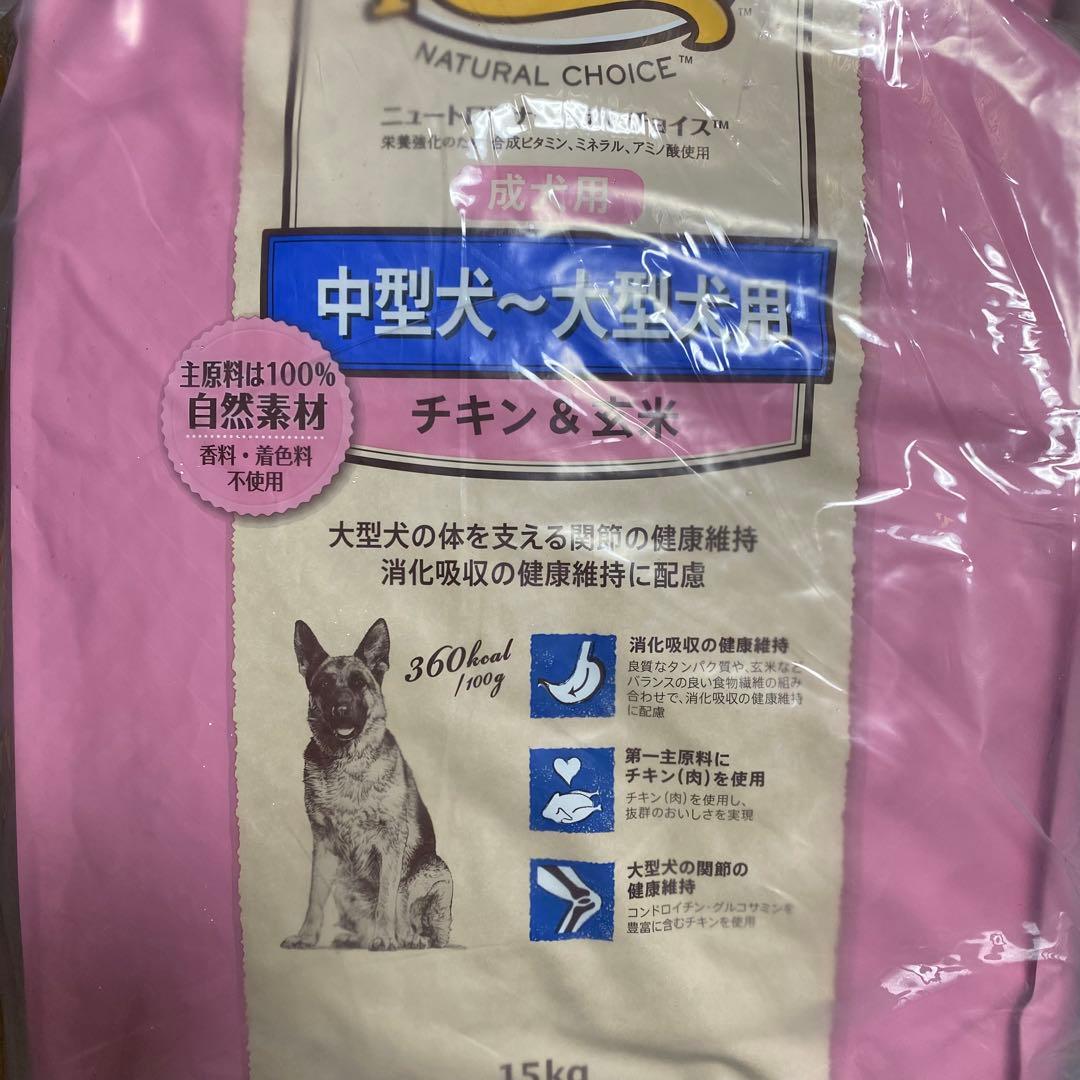 NATURAL CHOICE™
栄養強化のため 合成ビタミン、ミネラル、アミノ酸使用
成犬用
中型犬〜大型犬用
チキン & 玄米
主原料は100%
自然素材
香料・着色料
不使用
大型犬の体を支える関節の健康維持
消化吸収の健康維持に配慮
360kcal
/100g
消化吸収の健康維持
良質なタンパク質や、玄米など
バランスの良い食物繊維の組み
合わせで、消化吸収の健康維持
に配慮
第一主原料に
チキン(肉)を使用
チキン(肉)を使用し、
抜群のおいしさを実現
大型犬の関節の
健康維持
コンドロイチン・グルコサミンを
豊富に含むチキンを使用
15kg